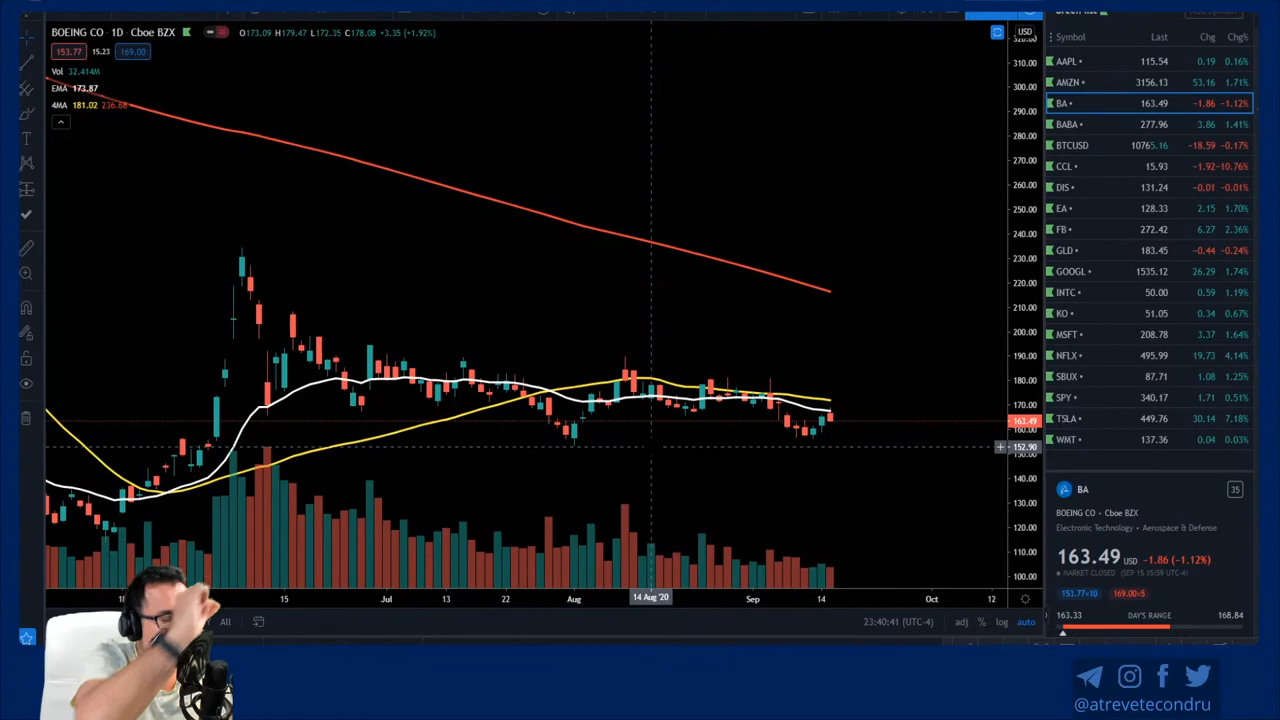 BOEING CO · 1D · Cboe BZX O173.09 H179.47 L172.35 C178.08 +3.35 (+1.92%)
153.77 15.23 169.00
Vol 32.414M
EMA 173.87
4MA 181.02 236.68
USD
310.00
300.00
290.00
280.00
270.00
260.00
250.00
240.00
230.00
220.00
210.00
200.00
190.00
180.00
170.00
163.49
160.00
152.90
140.00
130.00
120.00
110.00
100.00
15 Jul 13 22 Aug 14 Aug '20 Sep 14 Oct 12
All 23:40:41 (UTC-4) adj % log auto
Symbol Last Chg Chg%
AAPL 115.54 0.19 0.16%
AMZN 3156.13 53.16 1.71%
BA 163.49 −1.86 −1.12%
BABA 277.96 3.86 1.41%
BTCUSD 10765.16 −18.59 −0.17%
CCL 15.93 −1.92 −10.76%
DIS 131.24 −0.01 −0.01%
EA 128.33 2.15 1.70%
FB 272.42 6.27 2.36%
GLD 183.45 −0.44 −0.24%
GOOGL 1535.12 26.29 1.74%
INTC 50.00 0.59 1.19%
KO 51.05 0.34 0.67%
MSFT 208.78 3.37 1.64%
NFLX 495.99 19.73 4.14%
SBUX 87.71 1.08 1.25%
SPY 340.17 1.71 0.51%
TSLA 449.76 30.14 7.18%
WMT 137.36 0.04 0.03%
BA 35
BOEING CO • Cboe BZX
Electronic Technology • Aerospace & Defense
163.49 USD −1.86 (−1.12%)
MARKET CLOSED (SEP 15 15:59 UTC-4)
153.77×10 169.00×5
163.33 DAY'S RANGE 168.84
@atrevetecondru